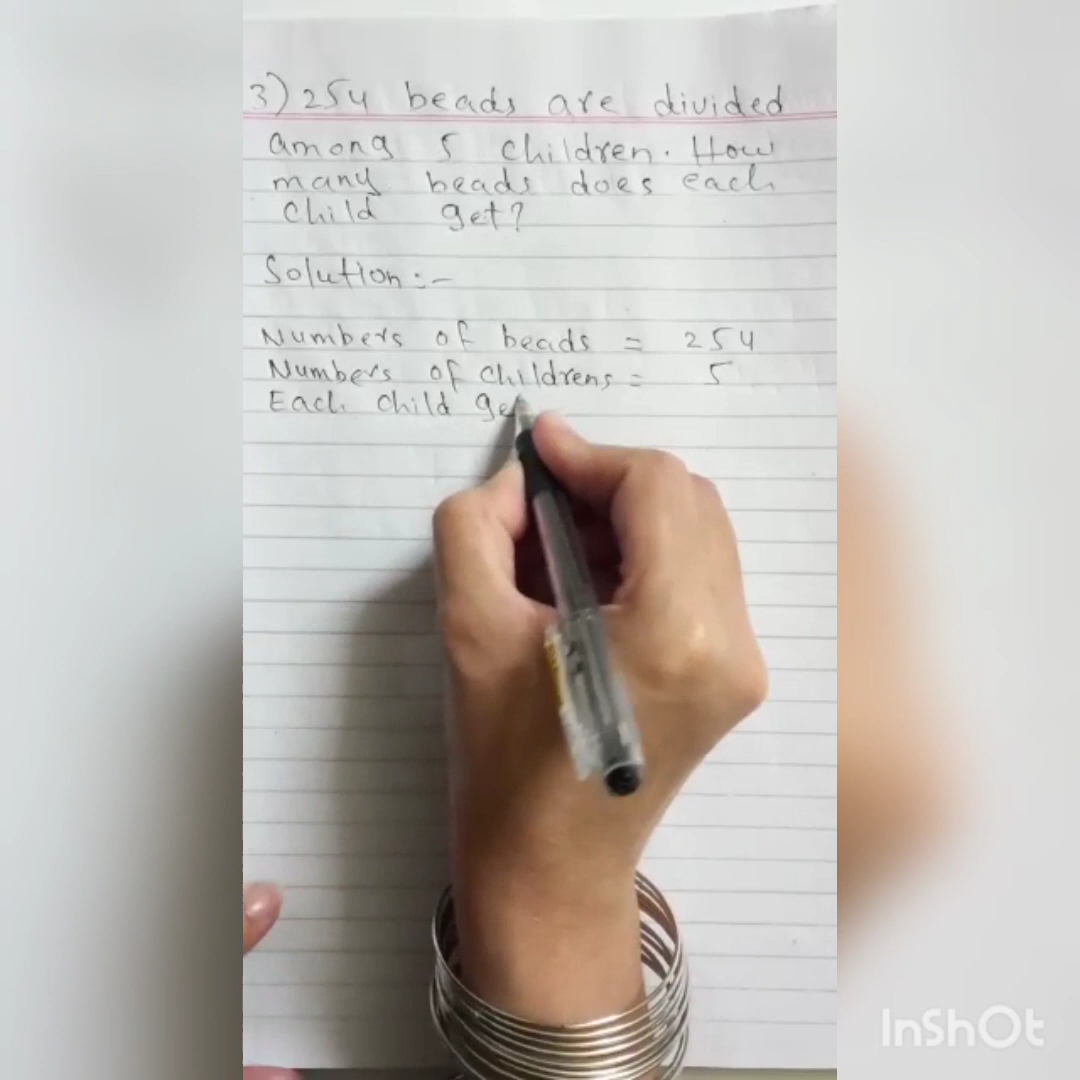 3) 254 beads are divided
among 5 children. How
many beads does each
child get?
Solution :-
Numbers of beads = 254
Numbers of childrens = 5
Each child ge
InShOt